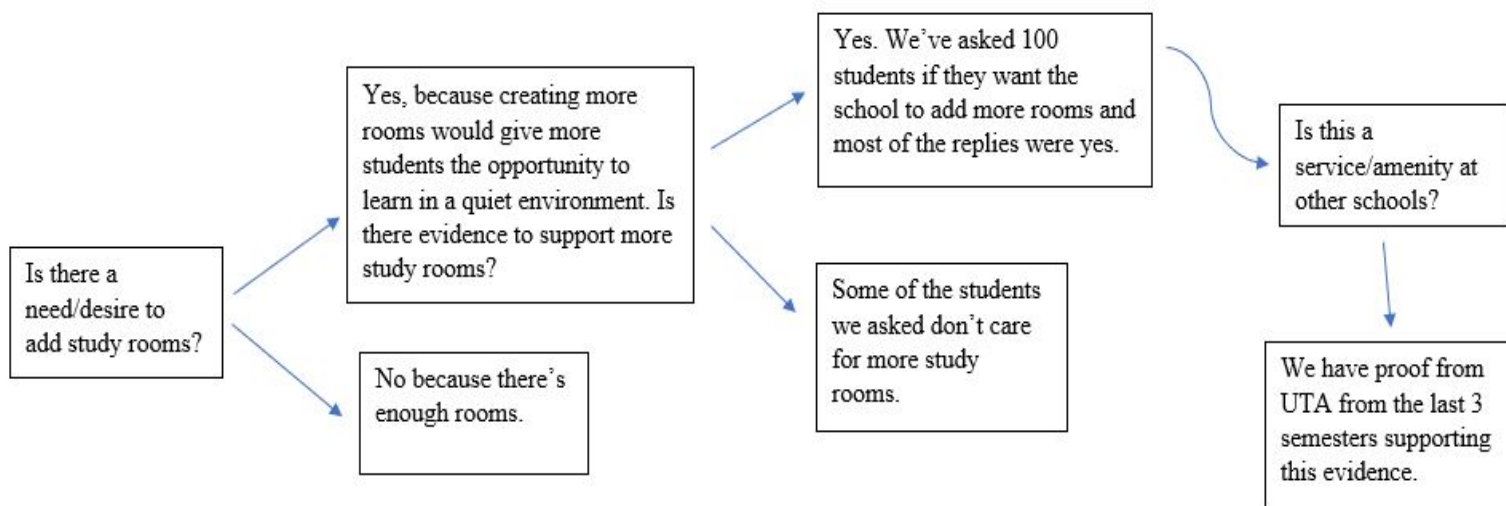 Is there a
need/desire to
add study rooms?
Yes, because creating more
rooms would give more
students the opportunity to
learn in a quiet environment. Is
there evidence to support more
study rooms?
No because there’s
enough rooms.
Yes. We’ve asked 100
students if they want the
school to add more rooms and
most of the replies were yes.
Some of the students
we asked don’t care
for more study
rooms.
Is this a
service/amenity at
other schools?
We have proof from
UTA from the last 3
semesters supporting
this evidence.